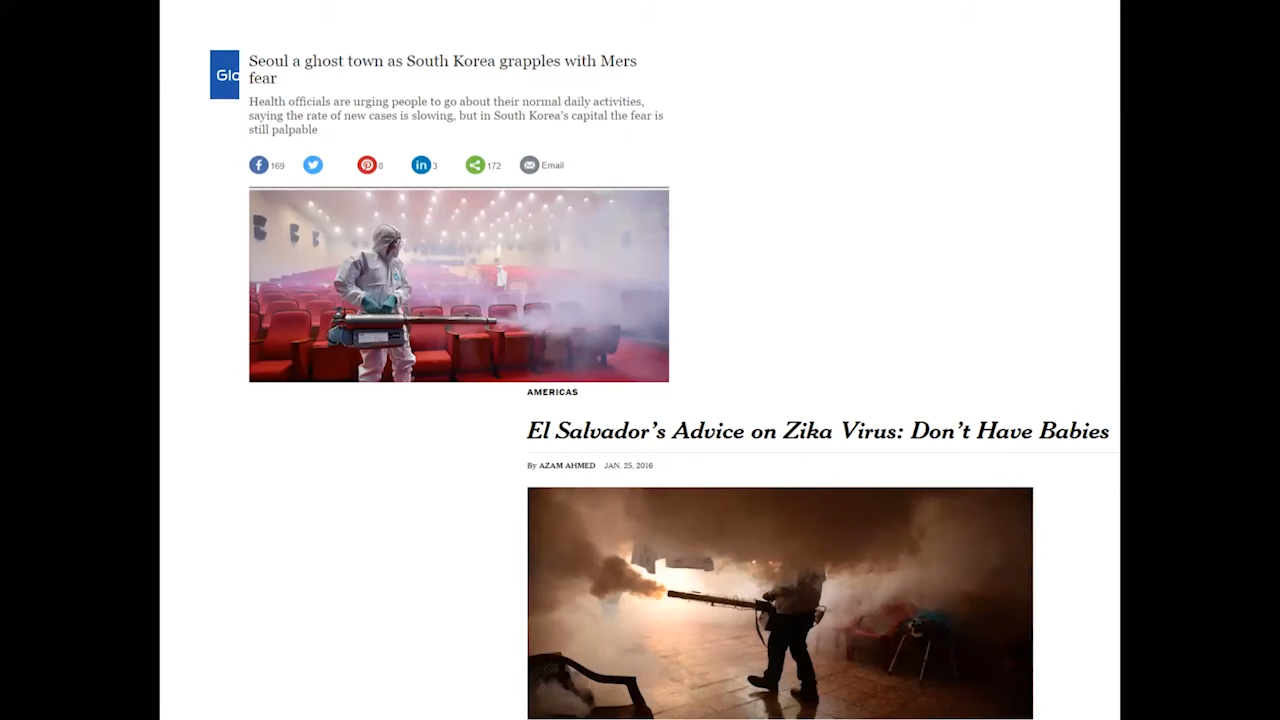 Glo
Seoul a ghost town as South Korea grapples with Mers
fear
Health officials are urging people to go about their normal daily activities,
saying the rate of new cases is slowing, but in South Korea's capital the fear is
still palpable
169
0
in 3
172
Email
AMERICAS
El Salvador's Advice on Zika Virus: Don't Have Babies
By AZAM AHMED JAN. 25, 2016